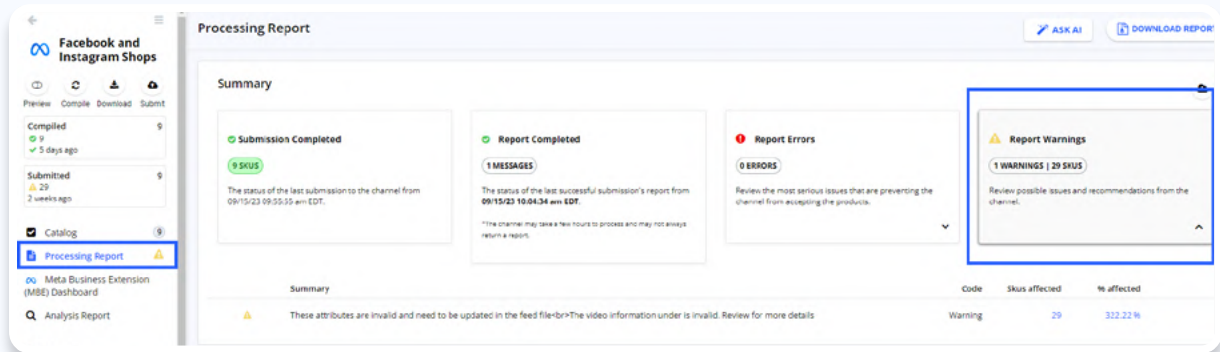 Facebook and
Instagram Shops
Preview Compile Download Submit
Compiled 9
9
5 days ago
Submitted 9
29
2 weeks ago
Catalog 9
Processing Report
Meta Business Extension
(MBE) Dashboard
Analysis Report
Processing Report
ASK AI
DOWNLOAD REPORT
Summary
Submission Completed
9 SKUS
The status of the last submission to the channel from
09/15/23 09:55:55 am EDT.
Report Completed
1 MESSAGES
The status of the last successful submission's report from
09/15/23 10:04:34 am EDT.
*The channel may take a few hours to process and may not always
return a report.
Report Errors
0 ERRORS
Review the most serious issues that are preventing the
channel from accepting the products.
Report Warnings
1 WARNINGS | 29 SKUS
Review possible issues and recommendations from the
channel.
Summary Code Skus affected % affected
These attributes are invalid and need to be updated in the feed file<br>The video information under is invalid. Review for more details Warning 29 322.22 %